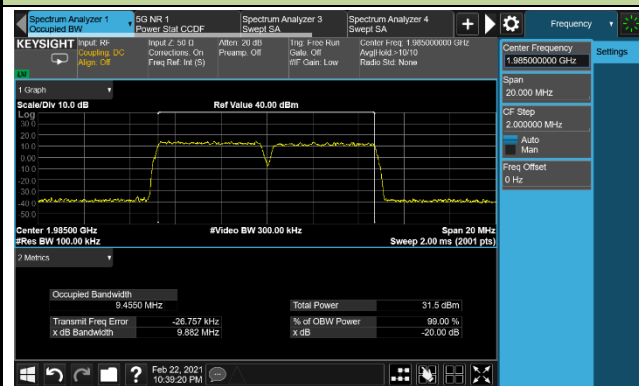 Spectrum Analyzer 1
Occupied BW
5G NR 1
Power Stat CCDF
Spectrum Analyzer 3
Swept SA
Spectrum Analyzer 4
Swept SA
Frequency
KEYSIGHT
Input: RF
Coupling: DC
Align: Off
Input Z: 50 Ω
Corrections: On
Freq Ref: Int (S)
Atten: 20 dB
Preamp: Off
Trig: Free Run
Gate: Off
#IF Gain: Low
Center Freq: 1.985000000 GHz
Avg|Hold:>10/10
Radio Std: None
Center Frequency
1.985000000 GHz
Settings
Span
20.000 MHz
CF Step
2.000000 MHz
Auto
Man
Freq Offset
0 Hz
1 Graph
Scale/Div 10.0 dB
Ref Value 40.00 dBm
Log
30.0
20.0
10.0
0.00
-10.0
-20.0
-30.0
-40.0
-50.0
Center 1.98500 GHz
#Video BW 300.00 kHz
Span 20 MHz
#Res BW 100.00 kHz
Sweep 2.00 ms (2001 pts)
2 Metrics
Occupied Bandwidth
9.4550 MHz
Total Power
31.5 dBm
Transmit Freq Error
-26.757 kHz
% of OBW Power
99.00 %
x dB Bandwidth
9.882 MHz
x dB
-20.00 dB
?
Feb 22, 2021
10:39:20 PM